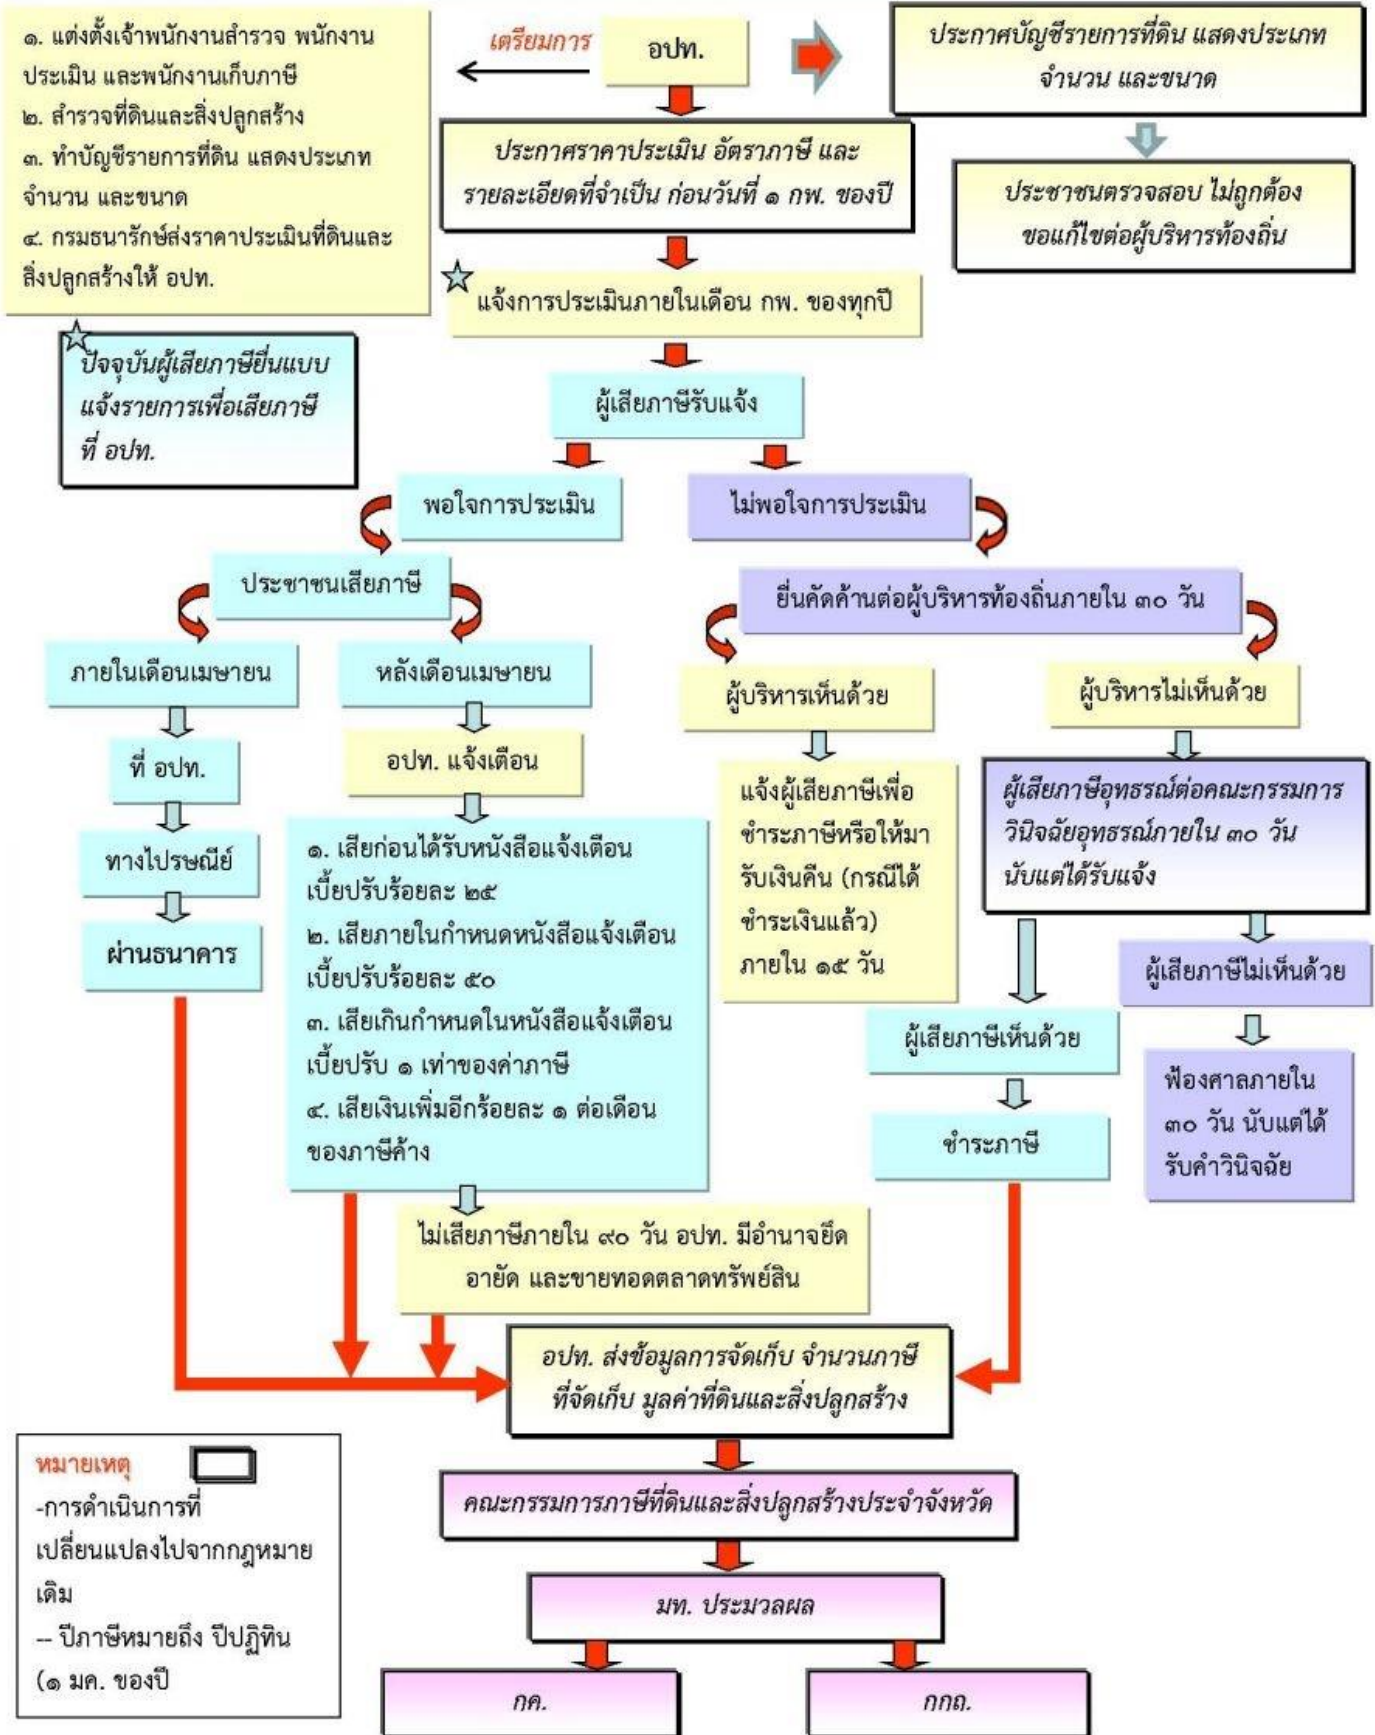 ๑. แต่งตั้งเจ้าพนักงานสำรวจ พนักงาน
ประเมิน และพนักงานเก็บภาษี
๒. สำรวจที่ดินและสิ่งปลูกสร้าง
๓. ทำบัญชีรายการที่ดิน แสดงประเภท
จำนวน และขนาด
๔. กรมธนารักษ์ส่งราคาประเมินที่ดินและ
สิ่งปลูกสร้างให้ อปท.
เตรียมการ
อปท.
ประกาศบัญชีรายการที่ดิน แสดงประเภท
จำนวน และขนาด
ประกาศราคาประเมิน อัตราภาษี และ
รายละเอียดที่จำเป็น ก่อนวันที่ ๑ กพ. ของปี
ประชาชนตรวจสอบ ไม่ถูกต้อง
ขอแก้ไขต่อผู้บริหารท้องถิ่น
แจ้งการประเมินภายในเดือน กพ. ของทุกปี
ปัจจุบันผู้เสียภาษียื่นแบบ
แจ้งรายการเพื่อเสียภาษี
ที่ อปท.
ผู้เสียภาษีรับแจ้ง
พอใจการประเมิน
ไม่พอใจการประเมิน
ประชาชนเสียภาษี
ยื่นคัดค้านต่อผู้บริหารท้องถิ่นภายใน ๓๐ วัน
ภายในเดือนเมษายน
หลังเดือนเมษายน
ผู้บริหารเห็นด้วย
ผู้บริหารไม่เห็นด้วย
ที่ อปท.
อปท. แจ้งเตือน
ทางไปรษณีย์
ผ่านธนาคาร
๑. เสียก่อนได้รับหนังสือแจ้งเตือน
เบี้ยปรับร้อยละ ๒๕
๒. เสียภายในกำหนดหนังสือแจ้งเตือน
เบี้ยปรับร้อยละ ๕๐
๓. เสียเกินกำหนดในหนังสือแจ้งเตือน
เบี้ยปรับ ๑ เท่าของค่าภาษี
๔. เสียเงินเพิ่มอีกร้อยละ ๑ ต่อเดือน
ของภาษีค้าง
แจ้งผู้เสียภาษีเพื่อ
ชำระภาษีหรือให้มา
รับเงินคืน (กรณีได้
ชำระเงินแล้ว)
ภายใน ๑๕ วัน
ผู้เสียภาษีอุทธรณ์ต่อคณะกรรมการ
วินิจฉัยอุทธรณ์ภายใน ๓๐ วัน
นับแต่ได้รับแจ้ง
ผู้เสียภาษีไม่เห็นด้วย
ผู้เสียภาษีเห็นด้วย
ฟ้องศาลภายใน
๓๐ วัน นับแต่ได้
รับคำวินิจฉัย
ชำระภาษี
ไม่เสียภาษีภายใน ๙๐ วัน อปท. มีอำนาจยึด
อายัด และขายทอดตลาดทรัพย์สิน
อปท. ส่งข้อมูลการจัดเก็บ จำนวนภาษี
ที่จัดเก็บ มูลค่าที่ดินและสิ่งปลูกสร้าง
คณะกรรมการภาษีที่ดินและสิ่งปลูกสร้างประจำจังหวัด
มท. ประมวลผล
กค.
กกถ.
หมายเหตุ
-การดำเนินการที่
เปลี่ยนแปลงไปจากกฎหมาย
เดิม
-- ปีภาษีหมายถึง ปีปฏิทิน
(๑ มค. ของปี